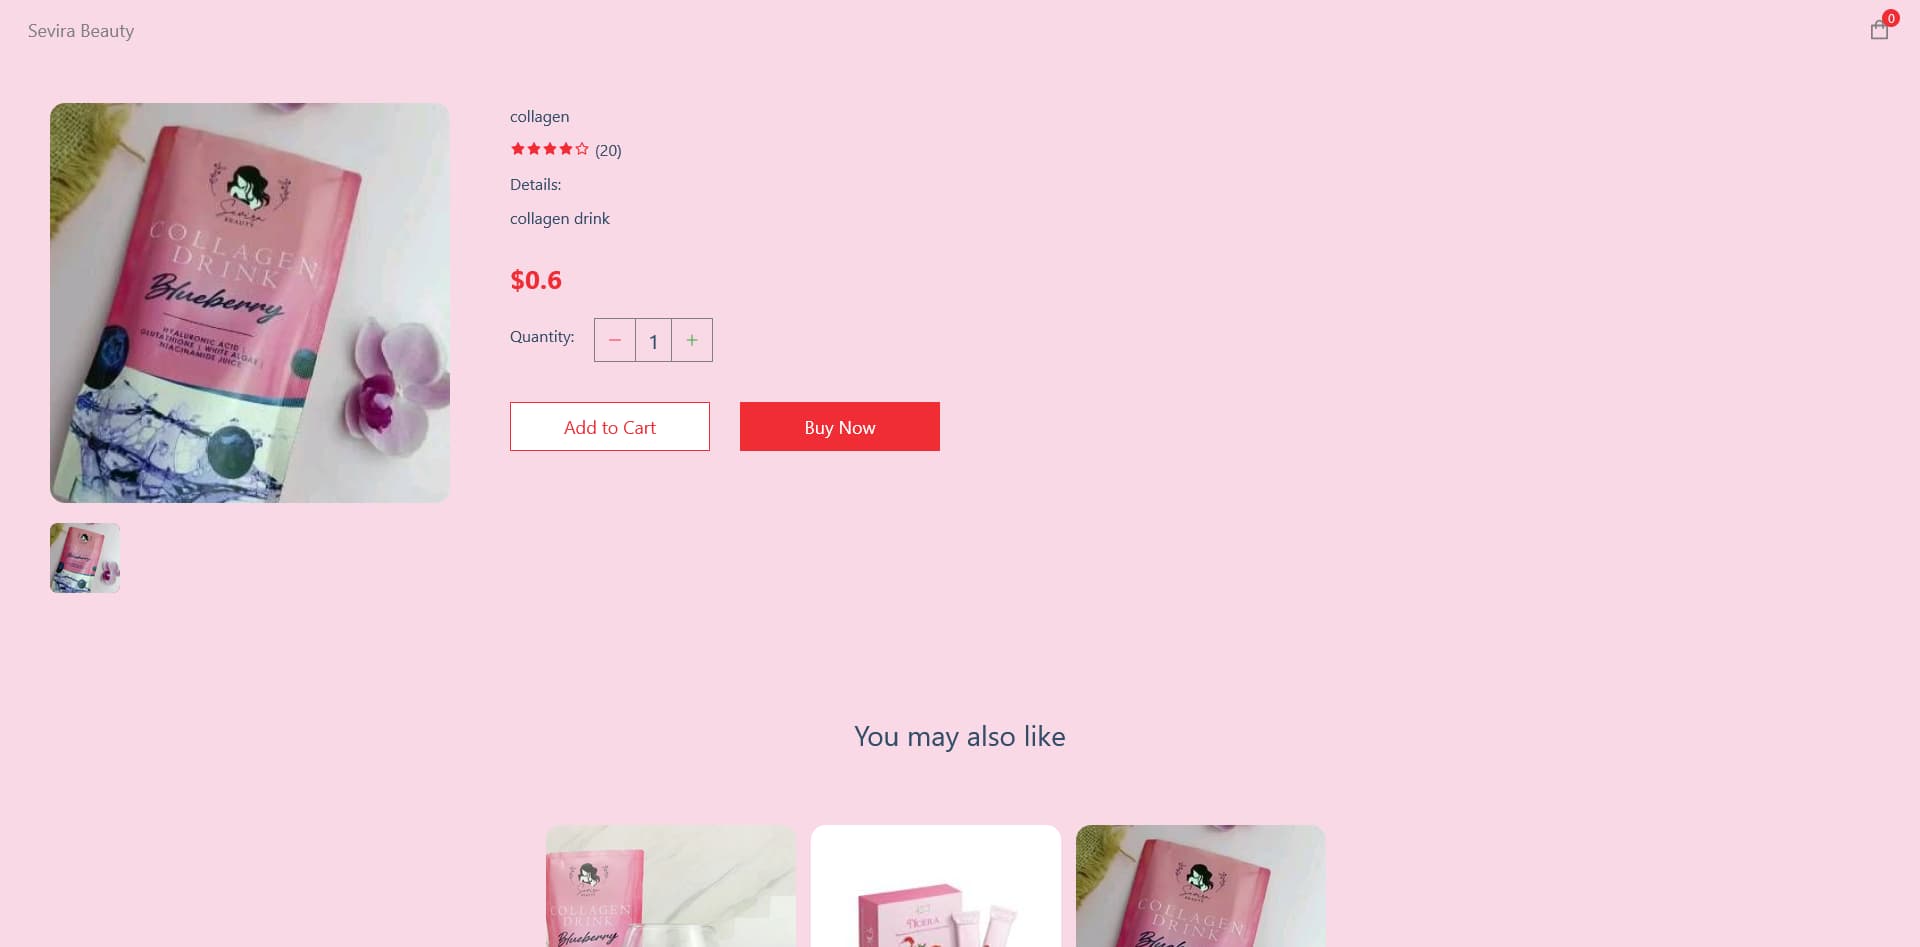 Sevira Beauty
0
Sevira
BEAUTY
COLLAGEN
DRINK
Blueberry
HYALURONIC ACID |
GLUTATHIONE | WHITE ALGAE |
NIACINAMIDE JUICE
collagen
(20)
Details:
collagen drink
$0.6
Quantity:
− 1 +
Add to Cart
Buy Now
You may also like
COLLAGEN
DRINK
Blueberry
COLLAGEN
DRINK
Blueberry